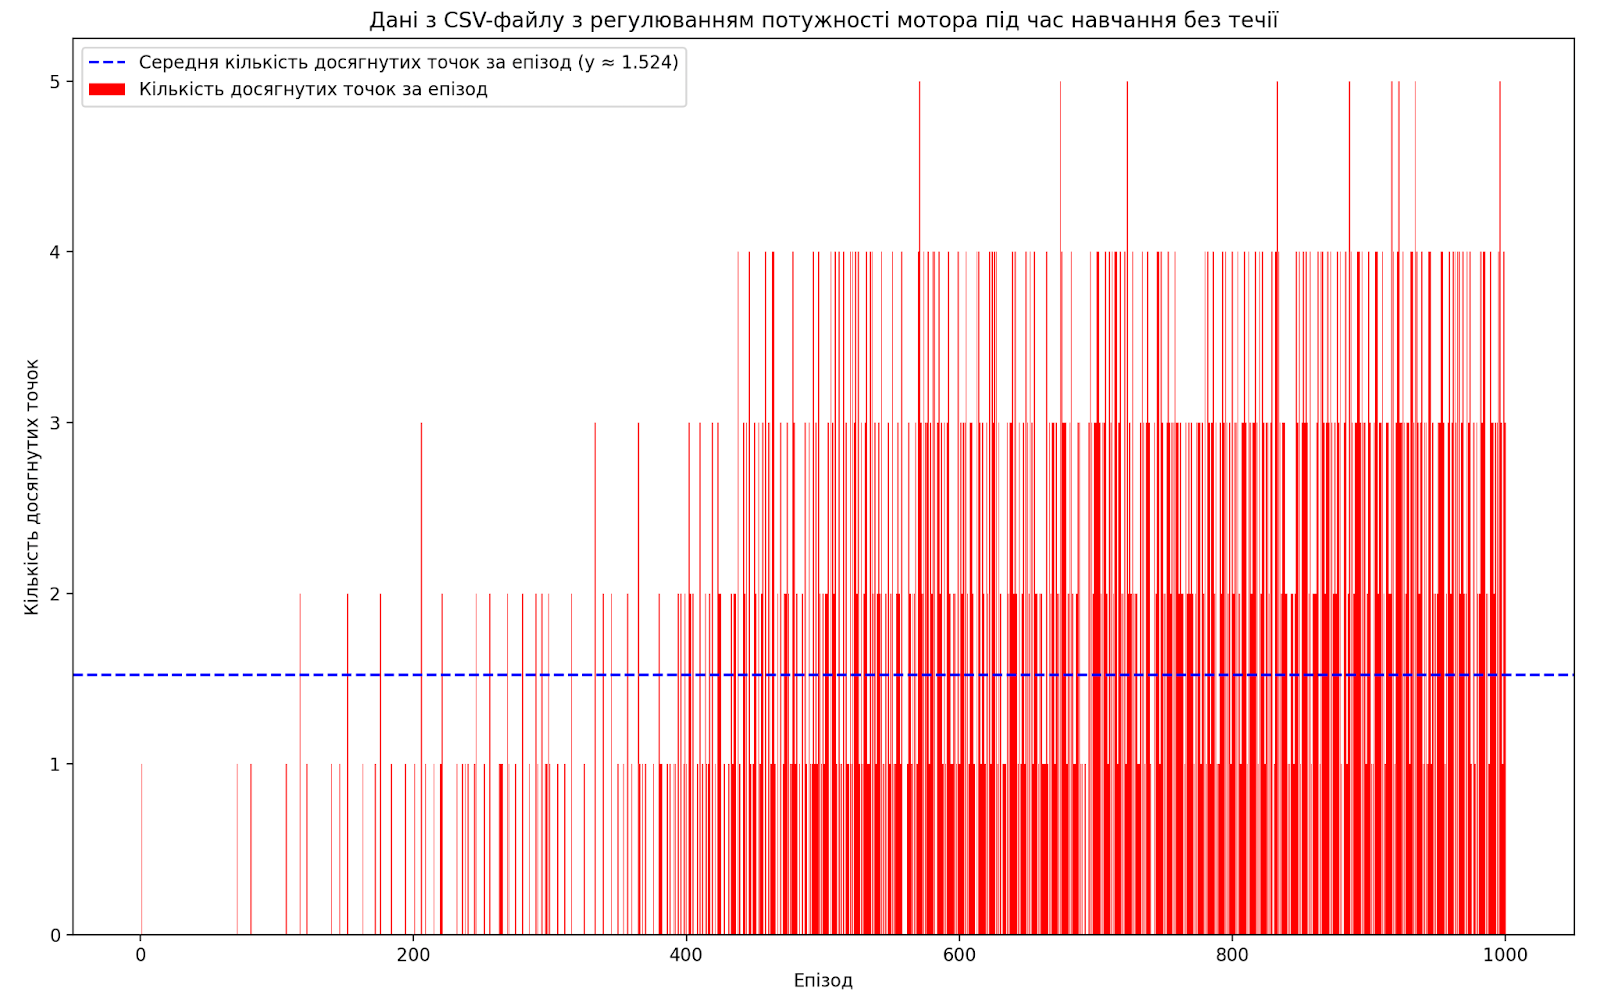 Дані з CSV-файлу з регулюванням потужності мотора під час навчання без течії
Середня кількість досягнутих точок за епізод (y ≈ 1.524)
Кількість досягнутих точок за епізод
5
4
3
2
1
0
Кількість досягнутих точок
0 200 400 600 800 1000
Епізод